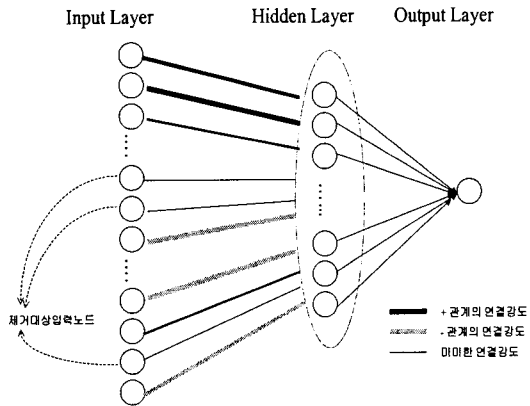 Input Layer
Hidden Layer
Output Layer
제거대상입력노드
+ 관계의 연결강도
- 관계의 연결강도
미미한 연결강도